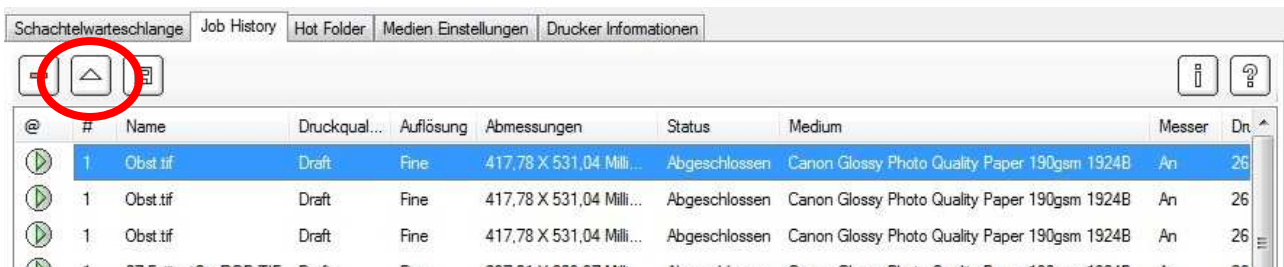 Schachtelwarteschlange Job History Hot Folder Medien Einstellungen Drucker Informationen
@ # Name Druckqual... Auflösung Abmessungen Status Medium Messer Dru
1 Obst.tif Draft Fine 417,78 X 531,04 Milli... Abgeschlossen Canon Glossy Photo Quality Paper 190gsm 1924B An 26
1 Obst.tif Draft Fine 417,78 X 531,04 Milli... Abgeschlossen Canon Glossy Photo Quality Paper 190gsm 1924B An 26
1 Obst.tif Draft Fine 417,78 X 531,04 Milli... Abgeschlossen Canon Glossy Photo Quality Paper 190gsm 1924B An 26